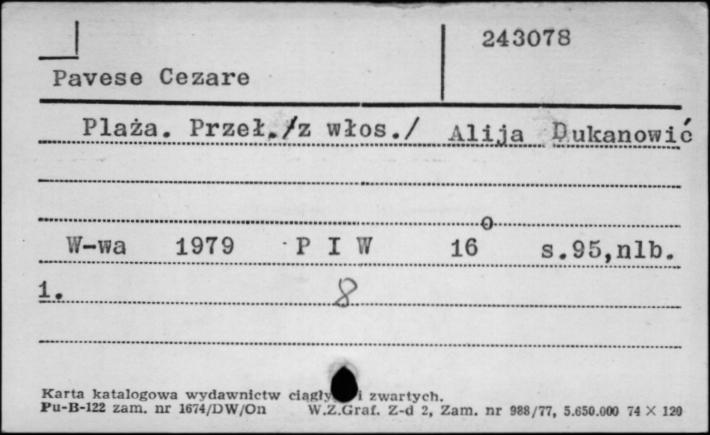 243078
Pavese Cezare
Plaża. Przeł./z włos./ Alija Dukanowić
W-wa 1979 P I W 16° s.95,nlb.
1. 8
Karta katalogowa wydawnictw i zwartych.
Pu-B-122 zam. nr 1674/DW/On W.Z.Graf. Z-d 2, Zam. nr 988/77, 5.650.000 74 X 120